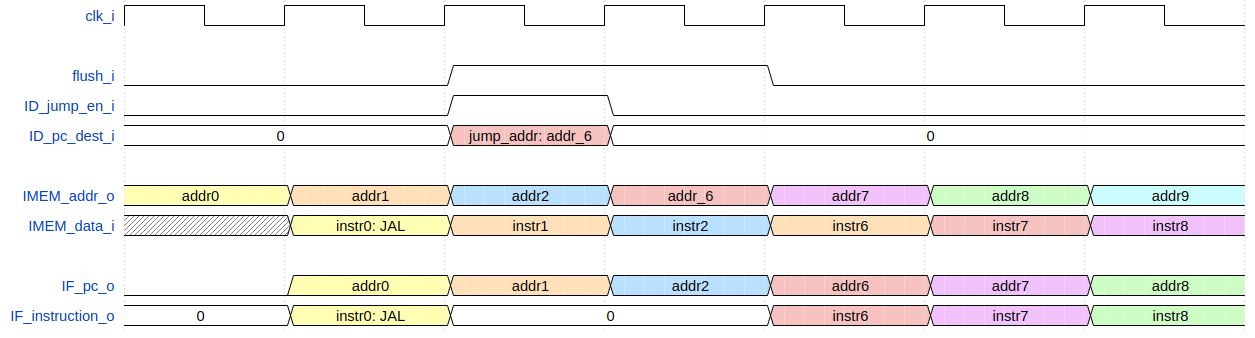 clk_i
flush_i
ID_jump_en_i
ID_pc_dest_i 0 jump_addr: addr_6 0
IMEM_addr_o addr0 addr1 addr2 addr_6 addr7 addr8 addr9
IMEM_data_i instr0: JAL instr1 instr2 instr6 instr7 instr8
IF_pc_o addr0 addr1 addr2 addr6 addr7 addr8
IF_instruction_o 0 instr0: JAL 0 instr6 instr7 instr8